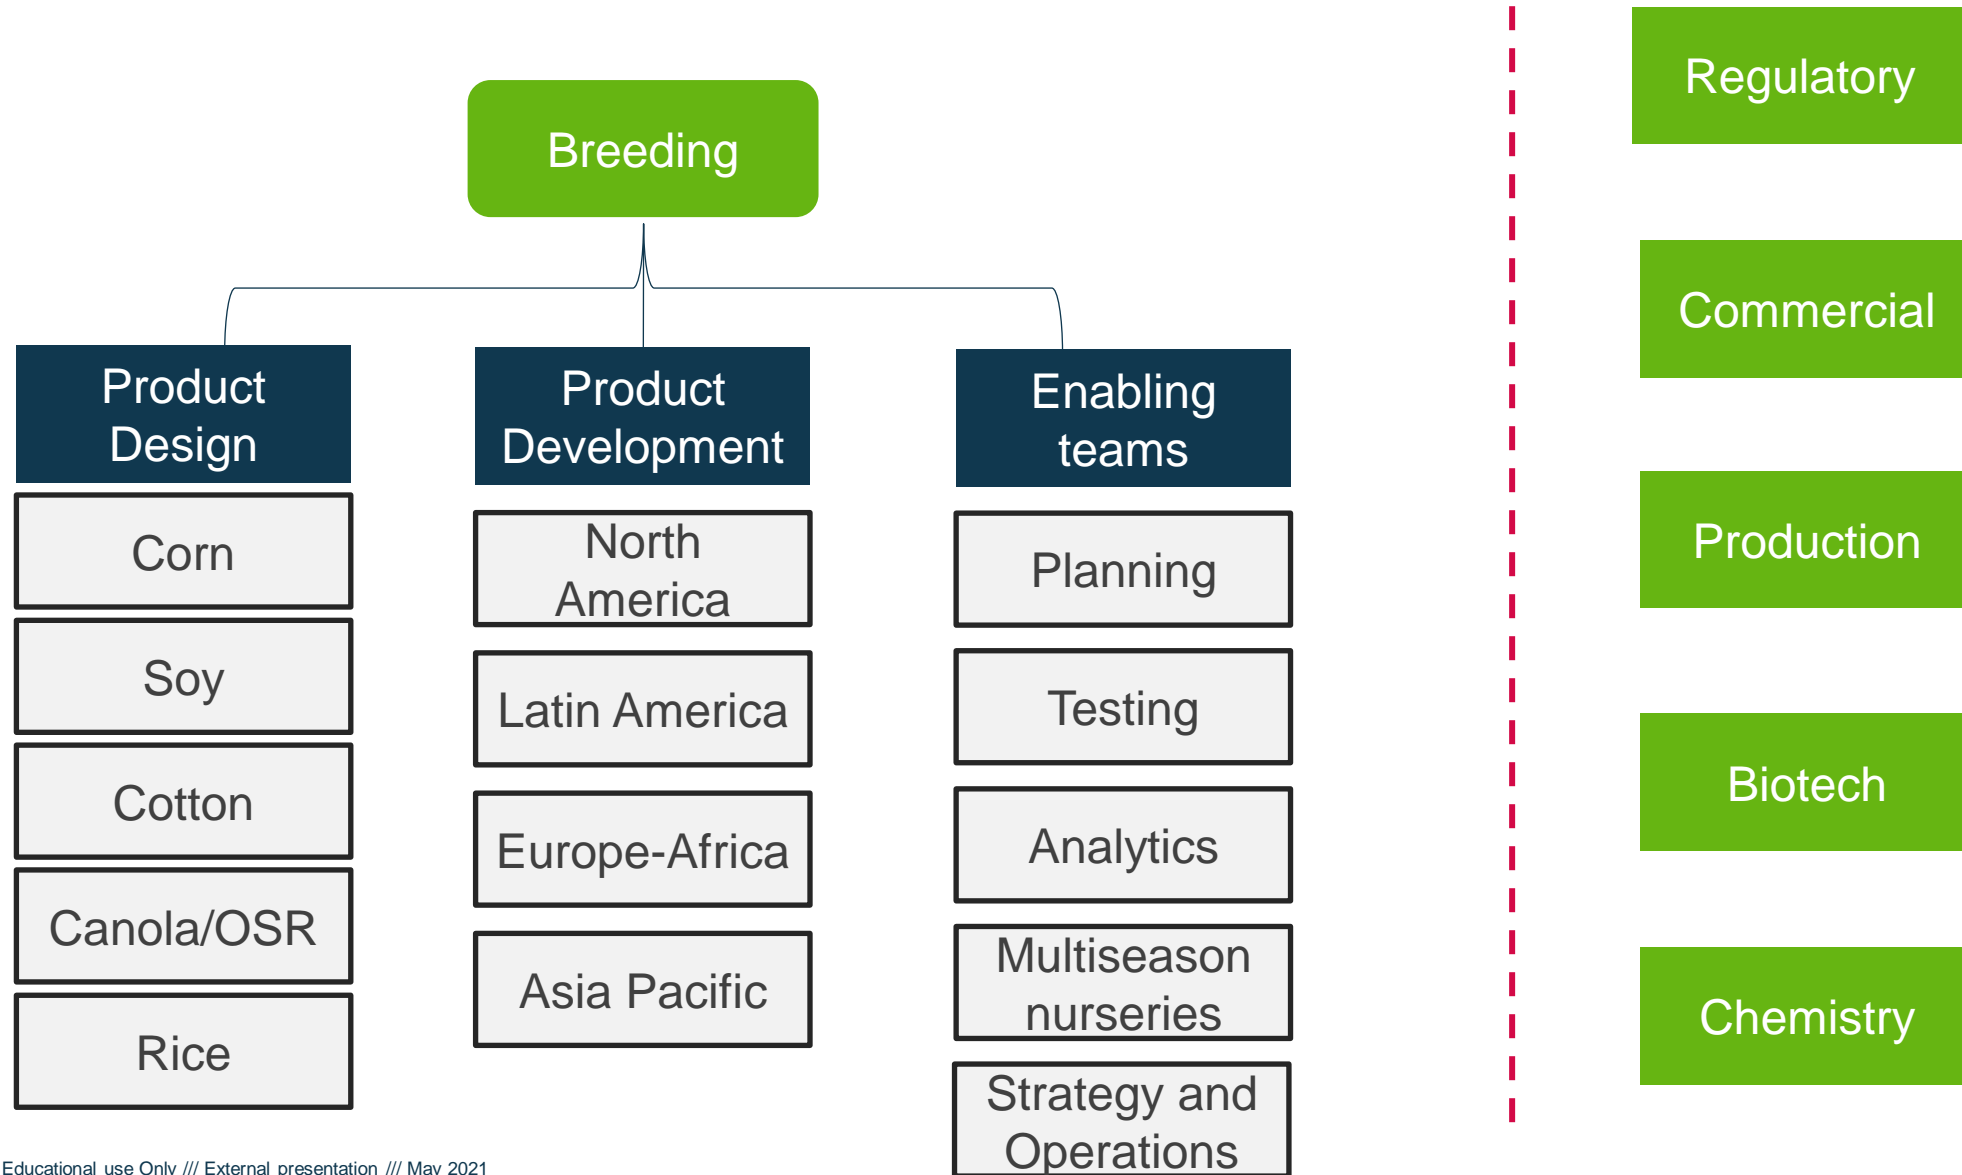 Breeding
Product
Design
Corn
Soy
Cotton
Canola/OSR
Rice
Product
Development
North
America
Latin America
Europe-Africa
Asia Pacific
Enabling
teams
Planning
Testing
Analytics
Multiseason
nurseries
Strategy and
Operations
Regulatory
Commercial
Production
Biotech
Chemistry
Educational use Only /// External presentation /// May 2021